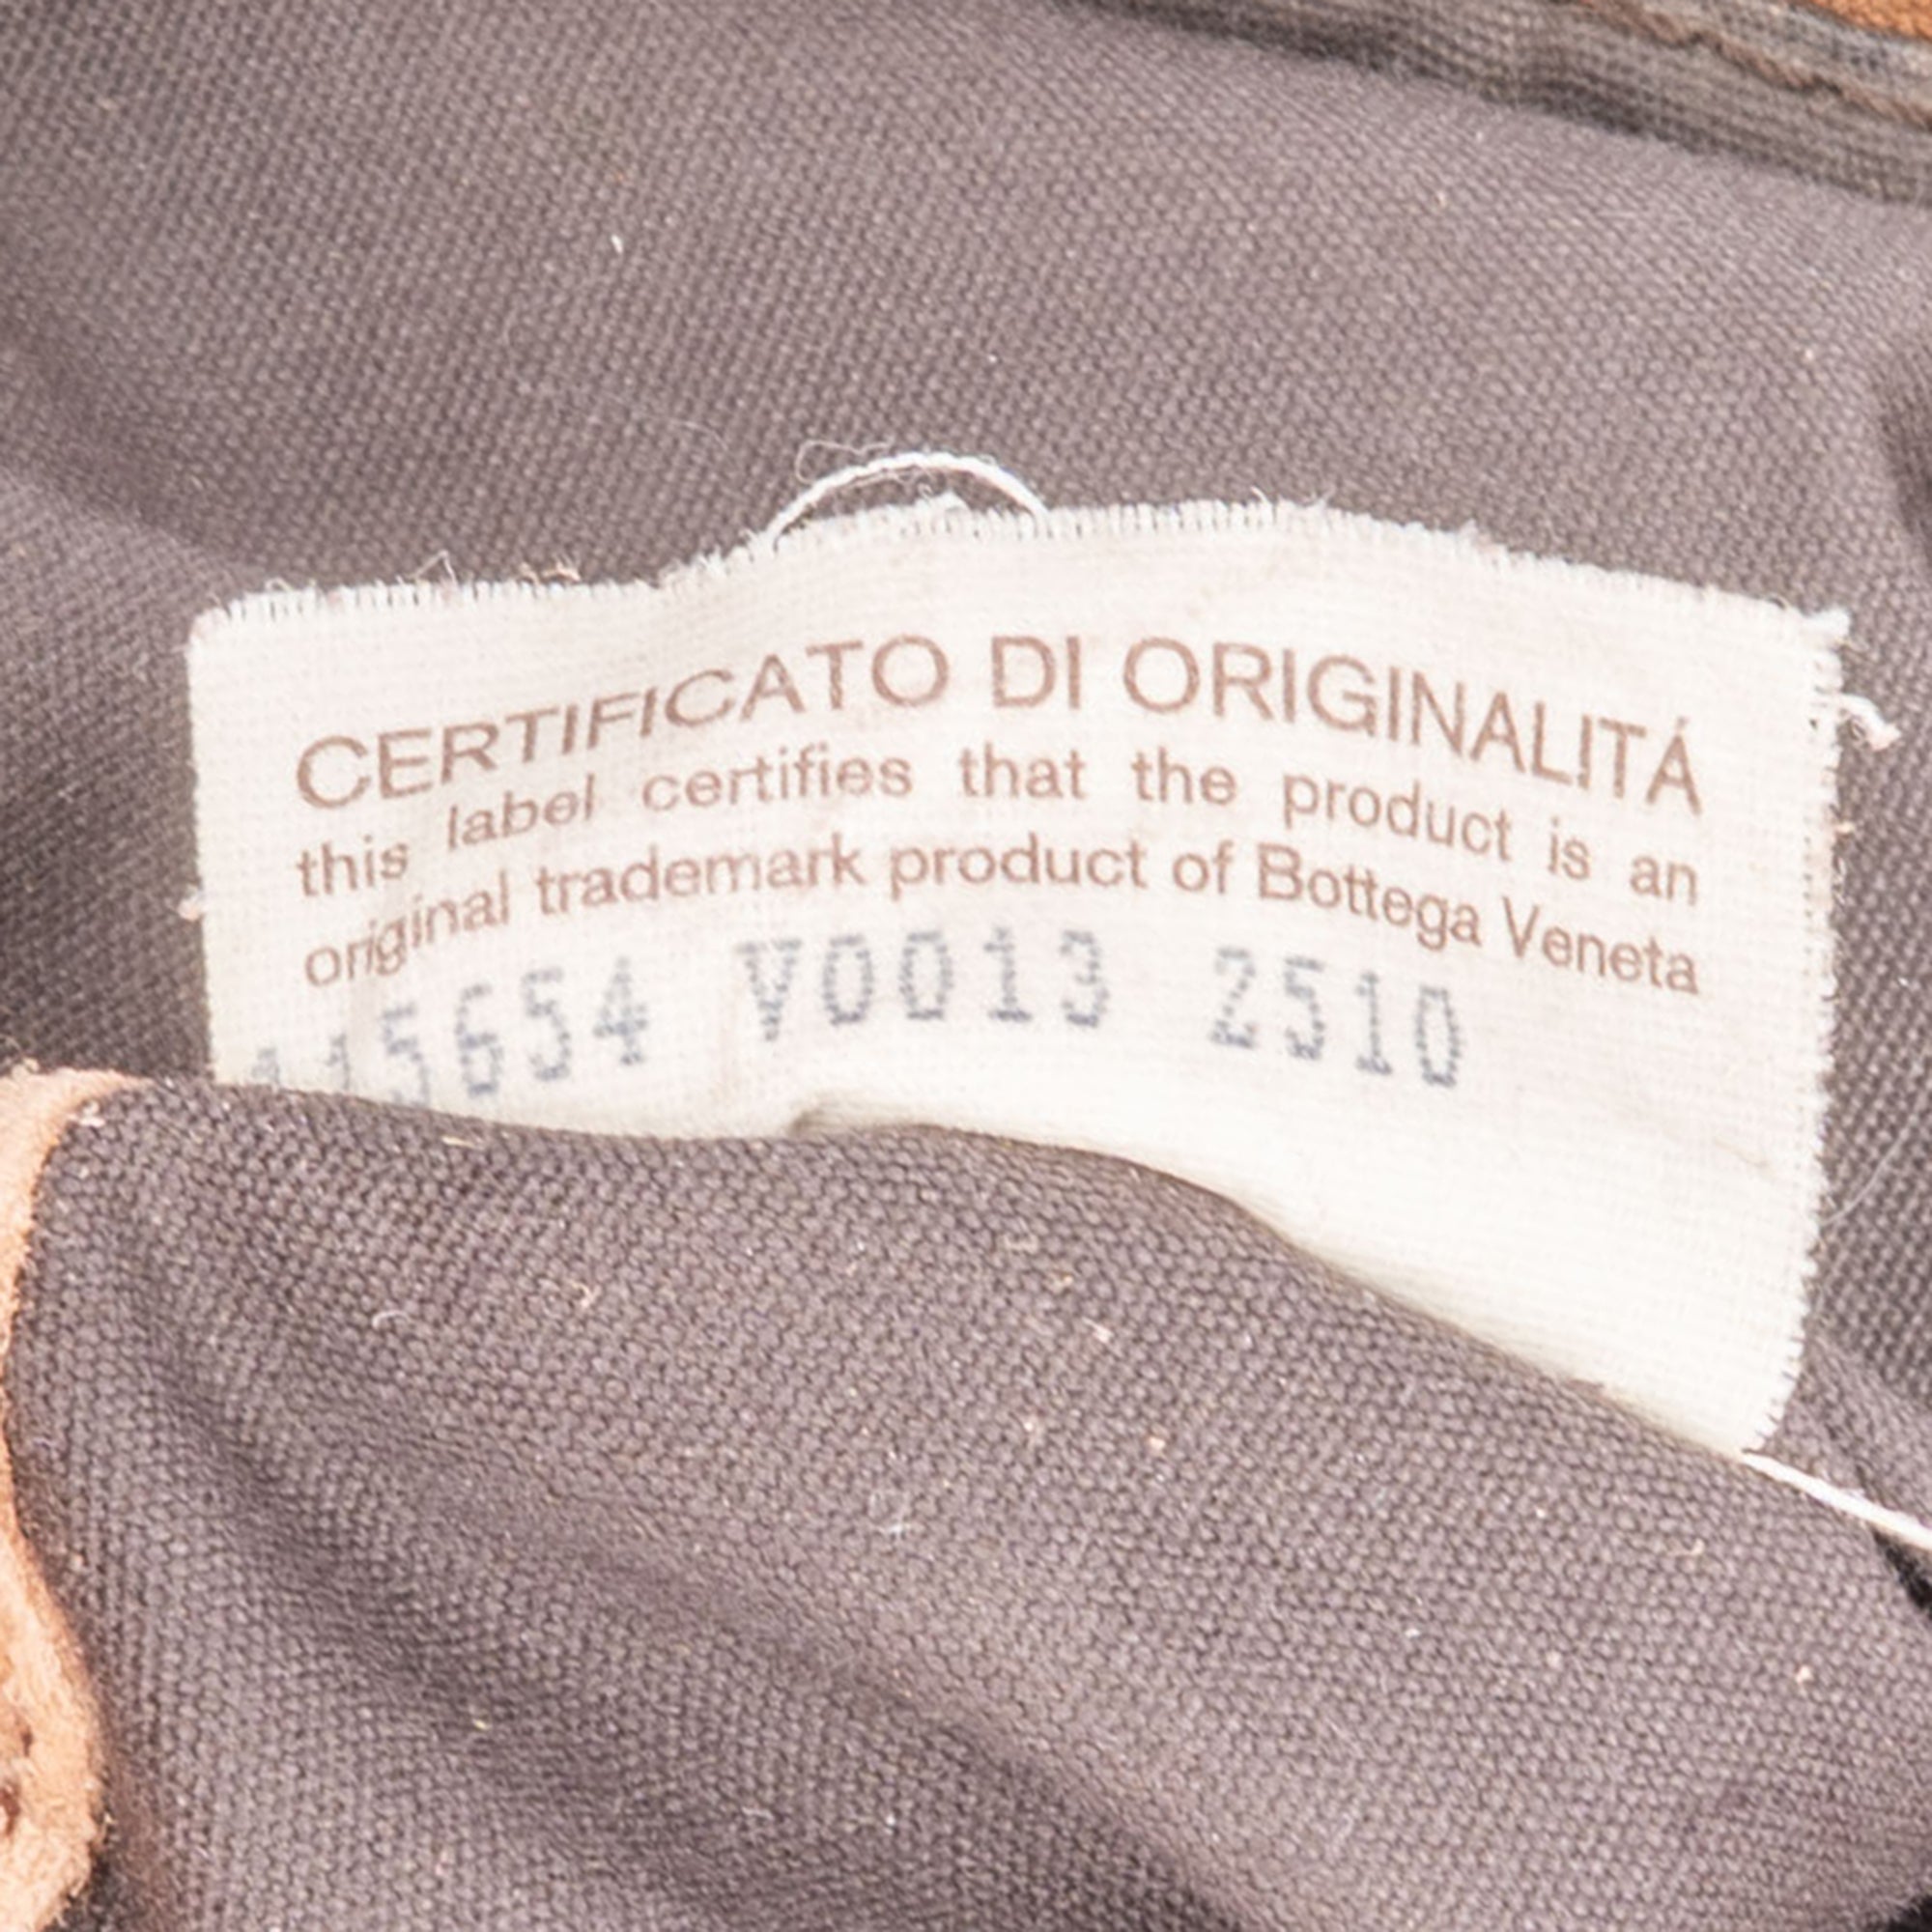 CERTIFICATO DI ORIGINALITÁ
this label certifies that the product is an
original trademark product of Bottega Veneta
115654 V0013 2510